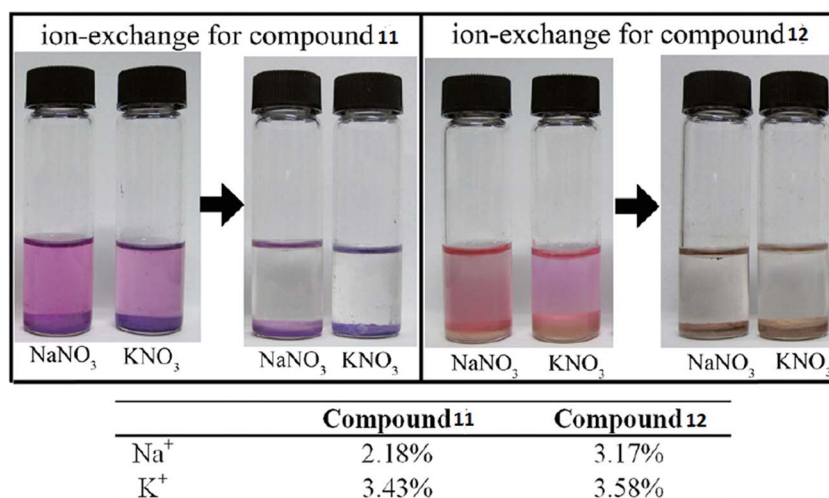 ion-exchange for compound 11
ion-exchange for compound 12
NaNO₃ KNO₃ NaNO₃ KNO₃
NaNO₃ KNO₃ NaNO₃ KNO₃
Compound 11 Compound 12
Na⁺ 2.18% 3.17%
K⁺ 3.43% 3.58%